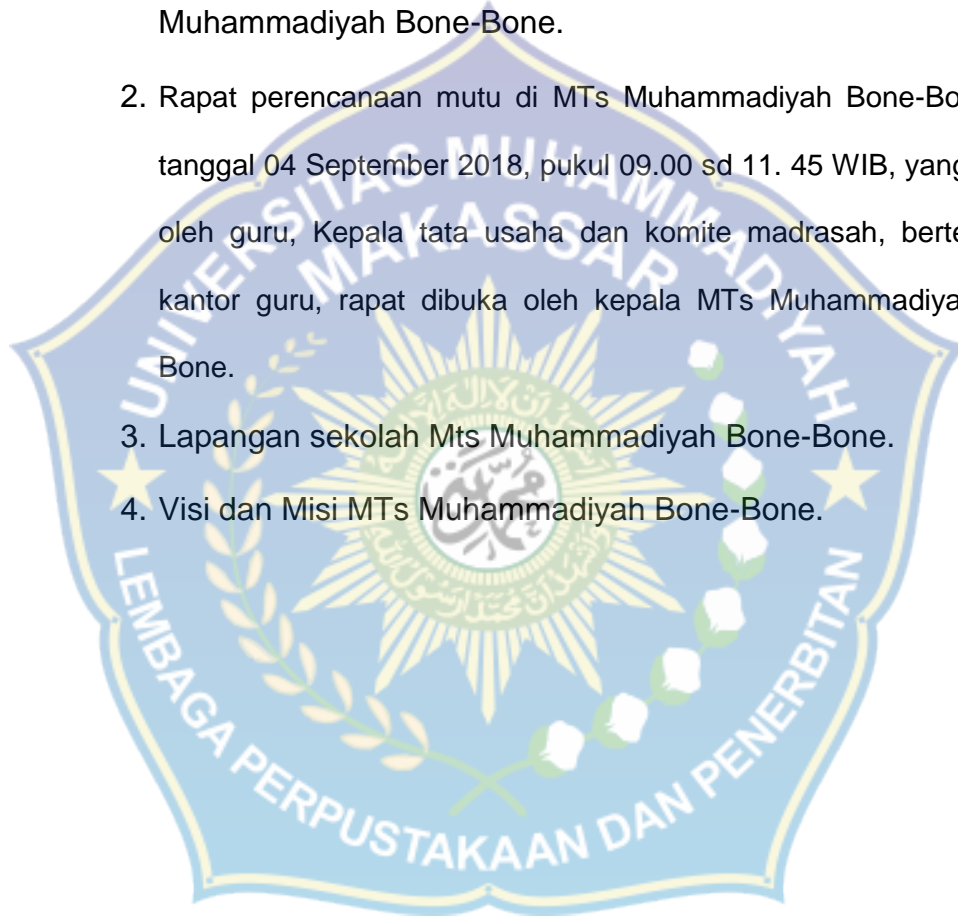 Muhammadiyah Bone-Bone.
2. Rapat perencanaan mutu di MTs Muhammadiyah Bone-Bo
tanggal 04 September 2018, pukul 09.00 sd 11. 45 WIB, yang
oleh guru, Kepala tata usaha dan komite madrasah, berte
kantor guru, rapat dibuka oleh kepala MTs Muhammadiya
Bone.
3. Lapangan sekolah Mts Muhammadiyah Bone-Bone.
4. Visi dan Misi MTs Muhammadiyah Bone-Bone.
UNIVERSITAS MUHAMMADIYAH
MAKASSAR
LEMBAGA PERPUSTAKAAN DAN PENERBITAN